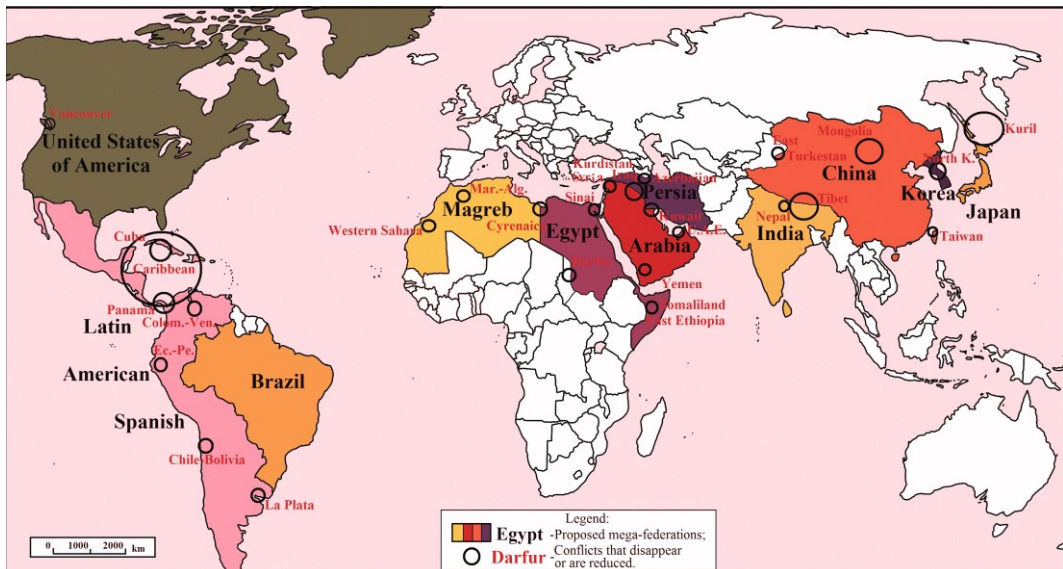 Vancouver
United States
of America
Cuba
Caribbean
Panama
Colom.-Ven.
Latin
Ec.-Pe.
American
Brazil
Spanish
Chile-Bolivia
La Plata
Mar.-Alg.
Magreb
Western Sahara
Cyrenaic
Kurdistan
Syria
Azerbaijan
Sinai
Persia
Egypt
Kuwait
Arabia
U.A.E.
Darfur
Yemen
Somaliland
East Ethiopia
East
Turkestan
Mongolia
China
North K.
Korea
Kuril
Japan
Tibet
Nepal
India
Taiwan
0 1000 2000 km
Legend:
Egypt -Proposed mega-federations;
Darfur -Conflicts that disappear
or are reduced.